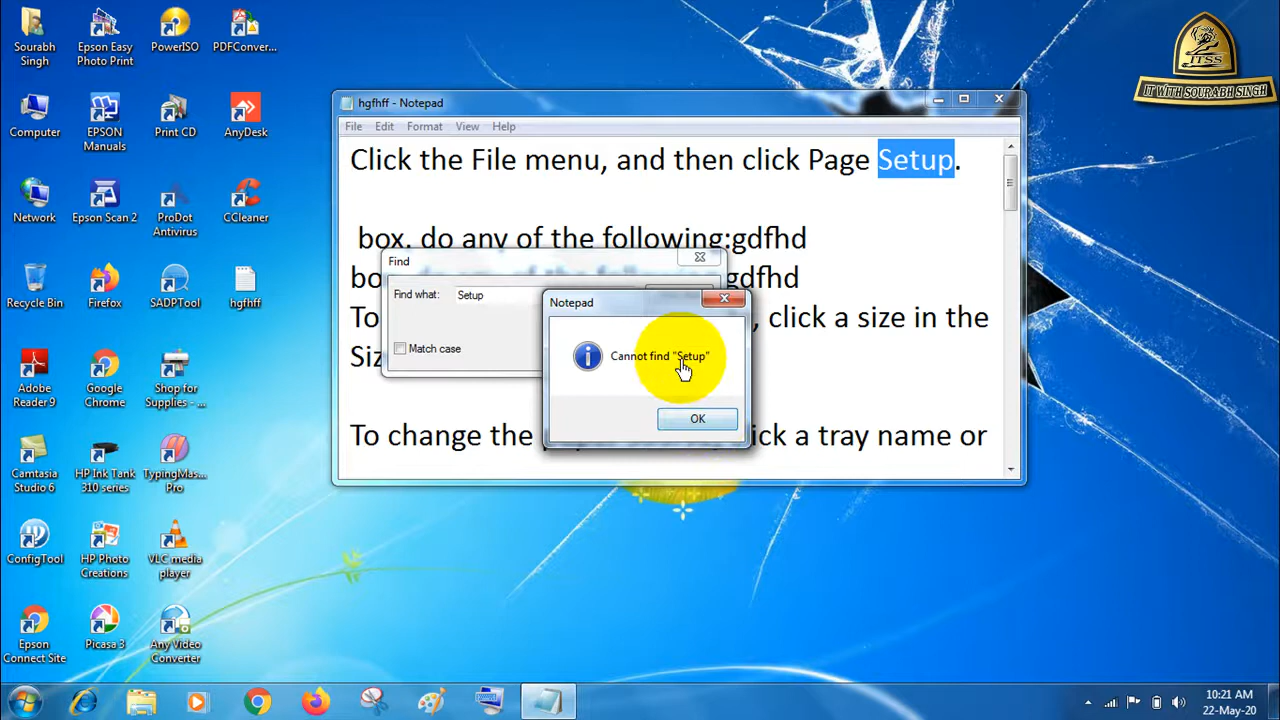 Sourabh
Singh
Epson Easy
Photo Print
PowerISO
PDFConver...
ITSS
IT WITH SOURABH SINGH
Computer
EPSON
Manuals
Print CD
AnyDesk
Network
Epson Scan 2
ProDot
Antivirus
CCleaner
Recycle Bin
Firefox
SADPTool
hgfhff
Adobe
Reader 9
Google
Chrome
Shop for
Supplies - ...
Camtasia
Studio 6
HP Ink Tank
310 series
TypingMas...
Pro
ConfigTool
HP Photo
Creations
VLC media
player
Epson
Connect Site
Picasa 3
Any Video
Converter
hgfhff - Notepad
File Edit Format View Help
Click the File menu, and then click Page Setup.
box, do any of the following:gdfhd
gdfhd
To , click a size in the
To change the click a tray name or
Find
Find what: Setup
Match case
Notepad
Cannot find "Setup"
OK
10:21 AM
22-May-20